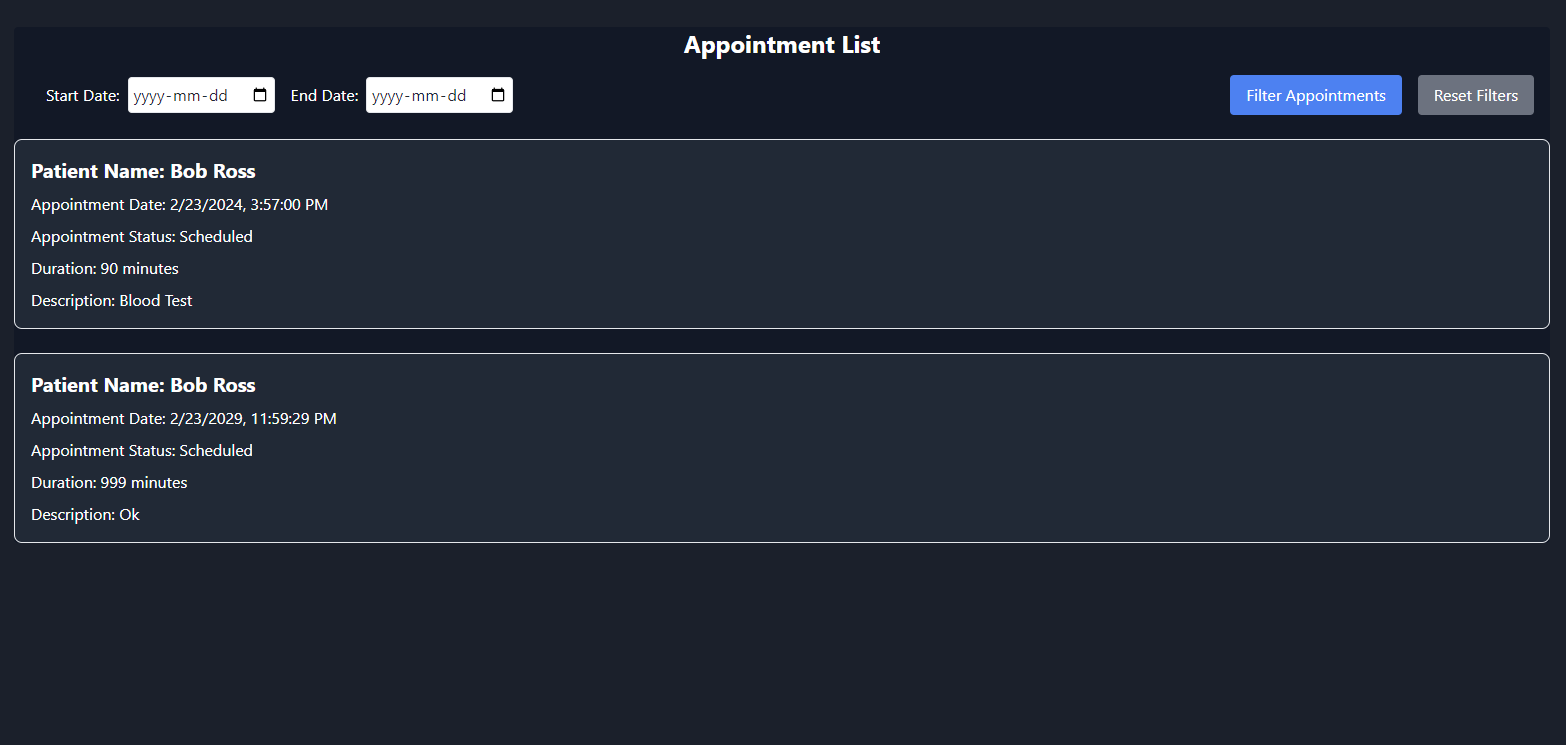 Appointment List
Start Date: yyyy-mm-dd End Date: yyyy-mm-dd Filter Appointments Reset Filters
Patient Name: Bob Ross
Appointment Date: 2/23/2024, 3:57:00 PM
Appointment Status: Scheduled
Duration: 90 minutes
Description: Blood Test
Patient Name: Bob Ross
Appointment Date: 2/23/2029, 11:59:29 PM
Appointment Status: Scheduled
Duration: 999 minutes
Description: Ok